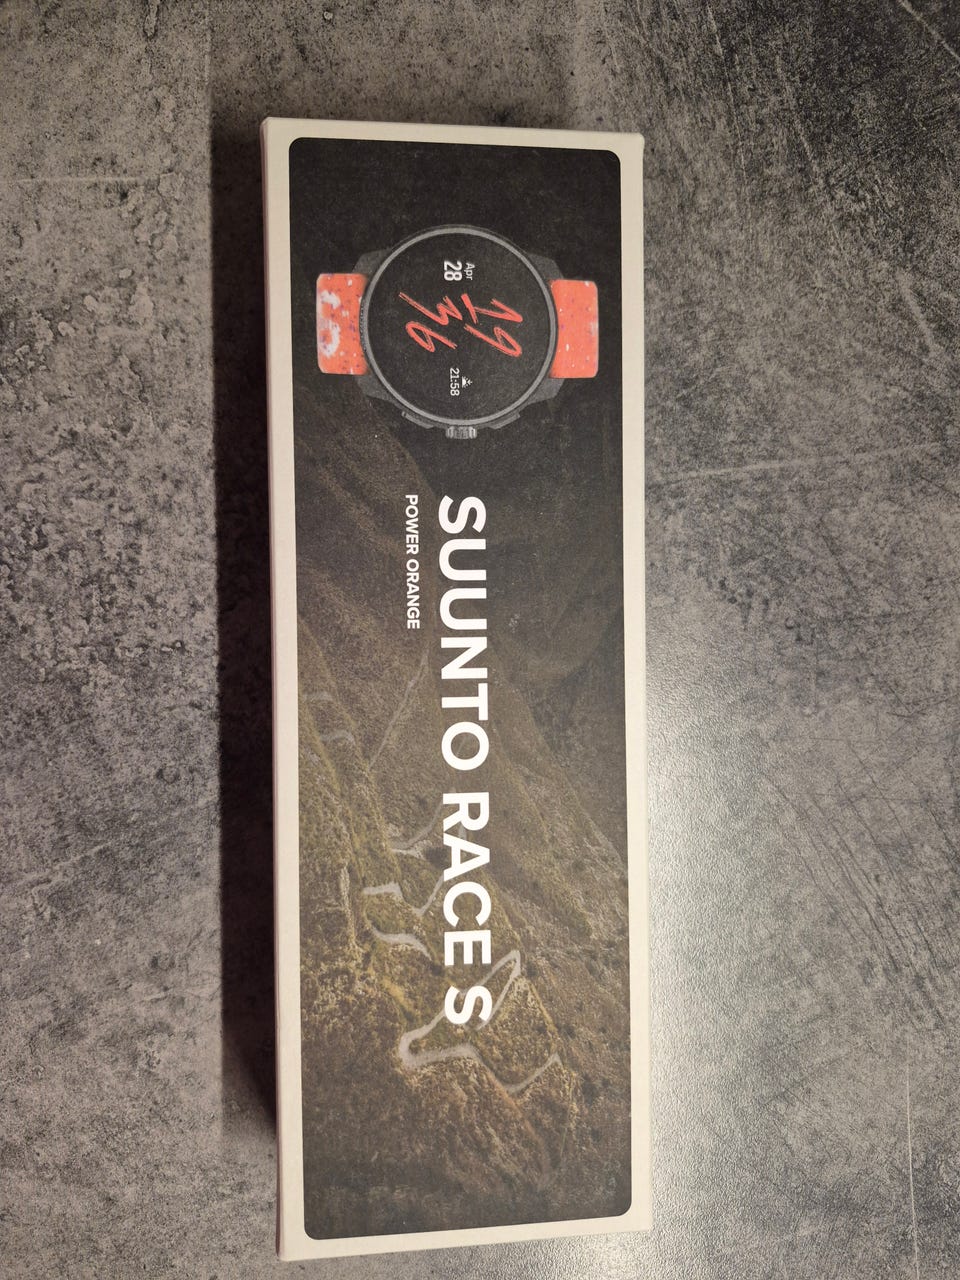 Apr
28
19
36
21:58
SUUNTO RACE S
POWER ORANGE